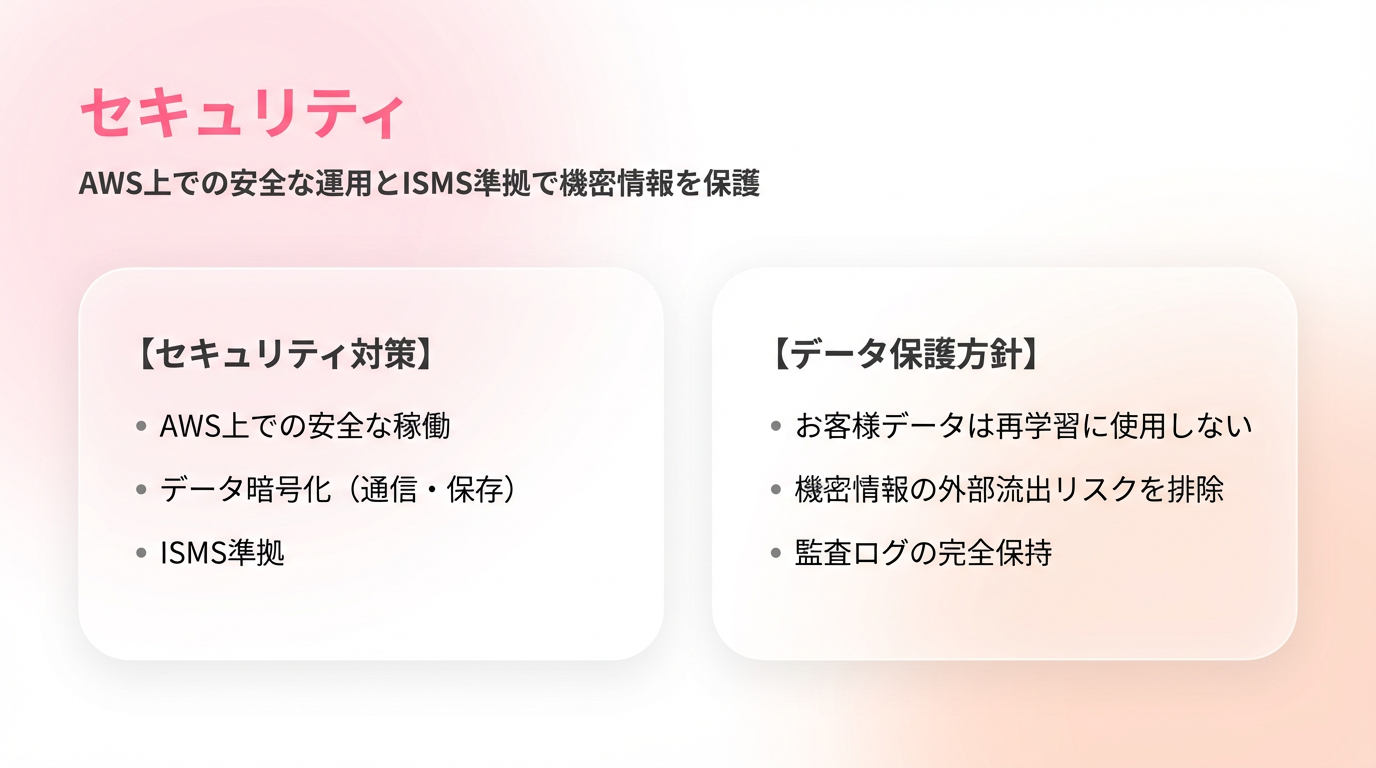 セキュリティ
AWS上での安全な運用とISMS準拠で機密情報を保護
【セキュリティ対策】
• AWS上での安全な稼働
• データ暗号化（通信・保存）
• ISMS準拠
【データ保護方針】
• お客様データは再学習に使用しない
• 機密情報の外部流出リスクを排除
• 監査ログの完全保持